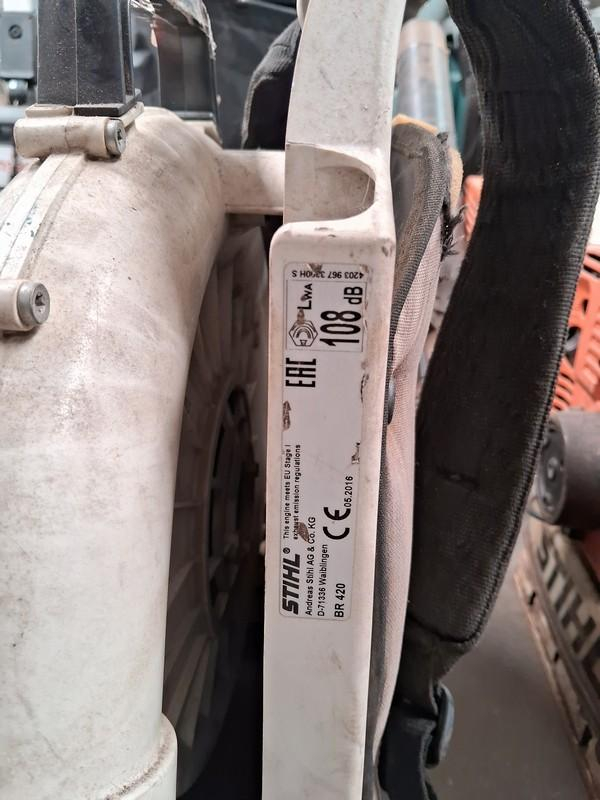 STIHL®
This engine meets EU Stage I
exhaust emission regulations
Andreas Stihl AG & Co. KG
D-71336 Waiblingen
BR 420
CE 05.2016
EAC
LWA
108 dB
4203 967 3300H S
STIHL